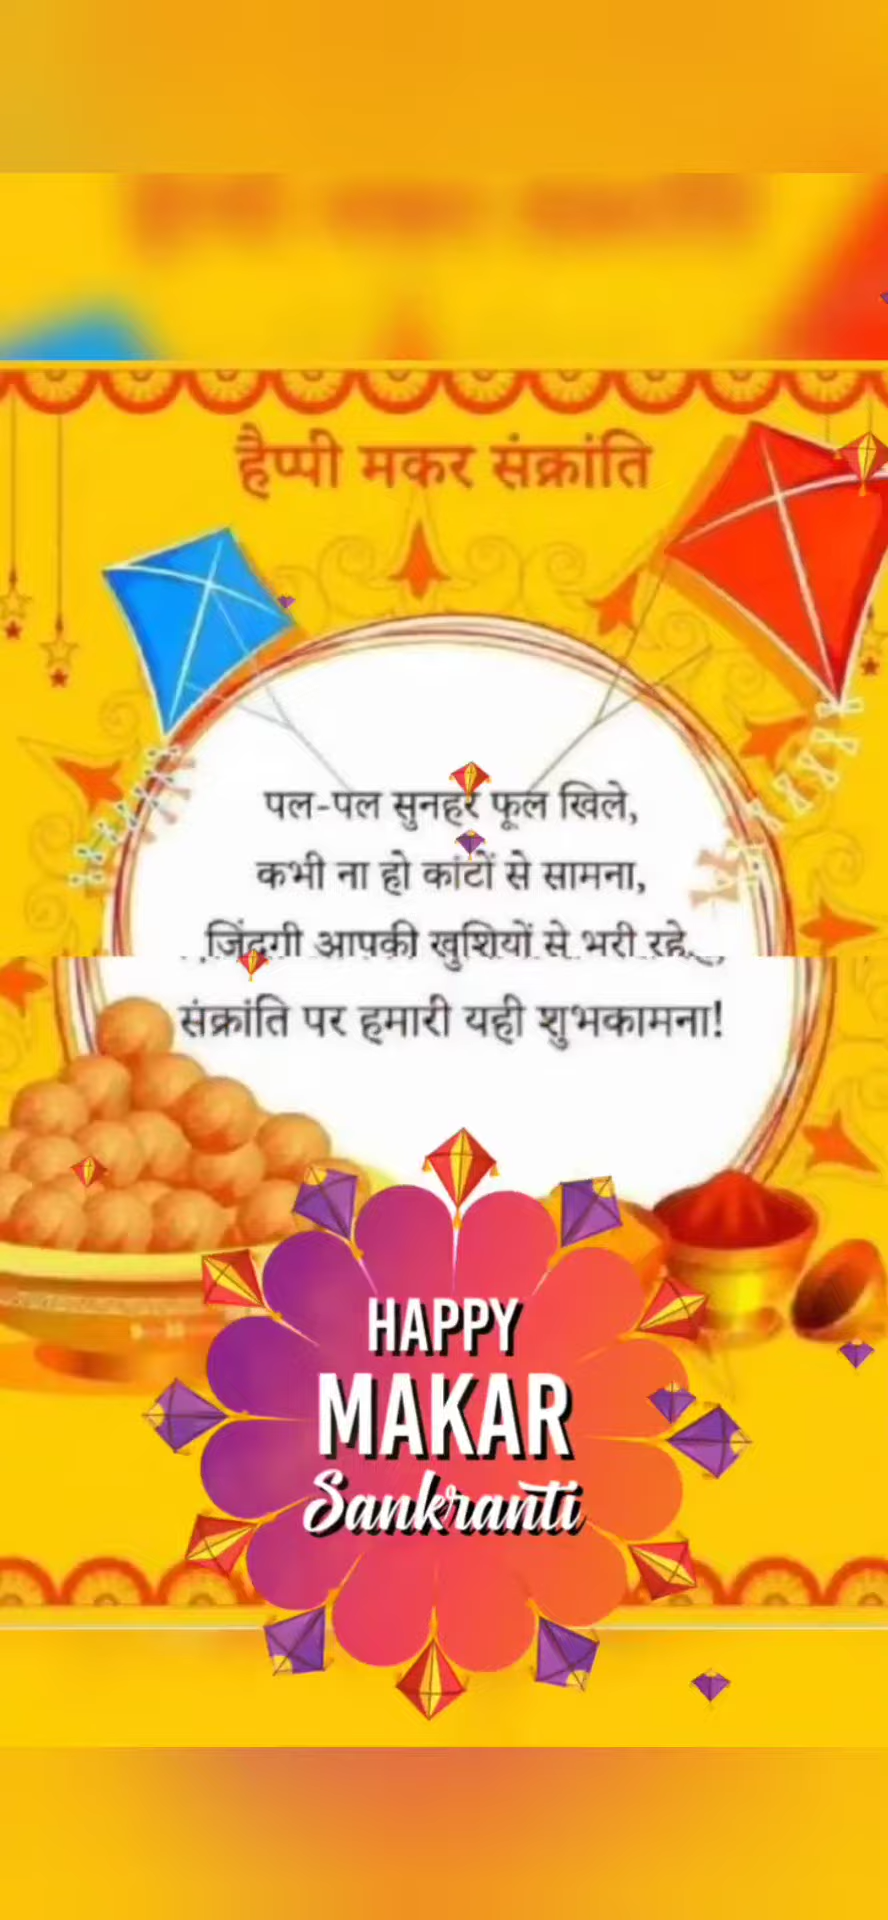 हैप्पी मकर संक्रांति
पल-पल सुनहरे फूल खिले,
कभी ना हो कांटों से सामना,
जिंदगी आपकी खुशियों से भरी रहे,
संक्रांति पर हमारी यही शुभकामना!
HAPPY
MAKAR
Sankranti